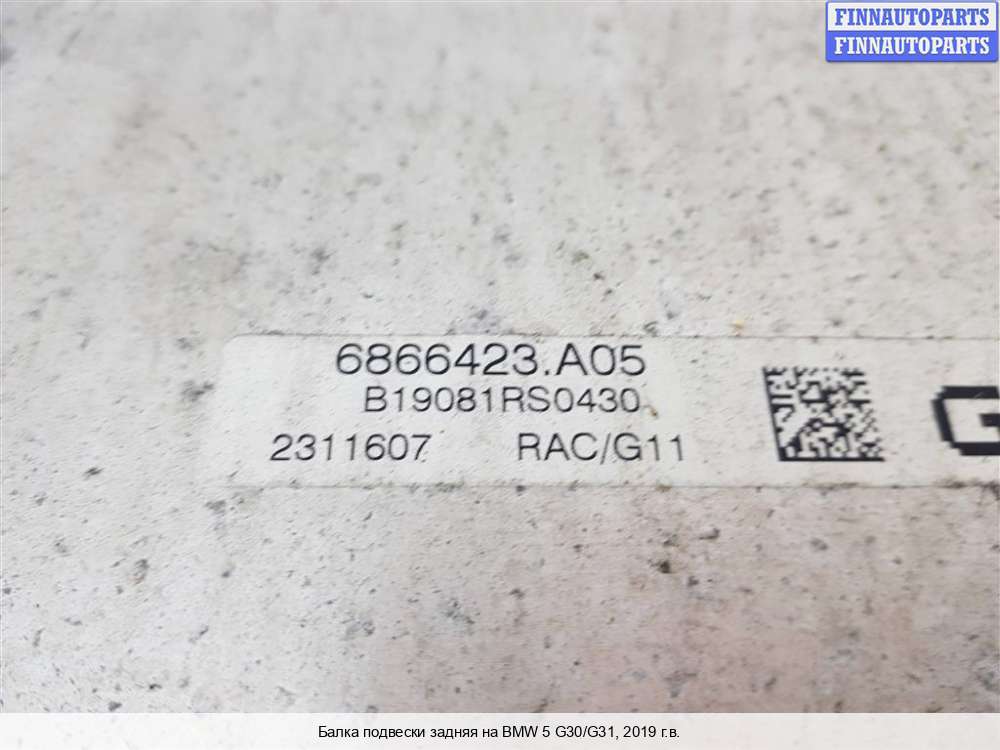 FINNAUTOPARTS
FINNAUTOPARTS
6866423.A05
B19081RS0430
2311607 RAC/G11
G
Балка подвески задняя на BMW 5 G30/G31, 2019 г.в.